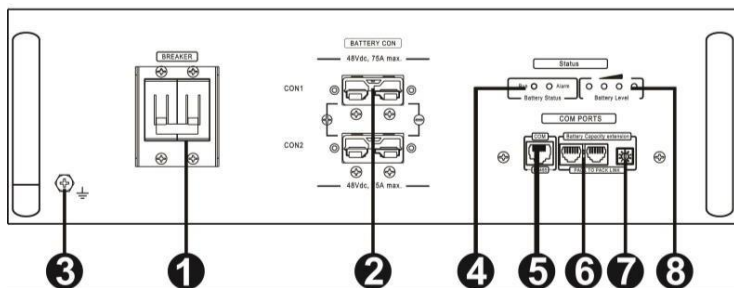 BREAKER
BATTERY CON
48Vdc, 75A max.
CON1
CON2
48Vdc, 75A max.
Status
Alarm
Battery Status
Battery Level
COM PORTS
COM
Battery Capacity extension
PACK TO PACK LINK
3
1
2
4
5
6
7
8